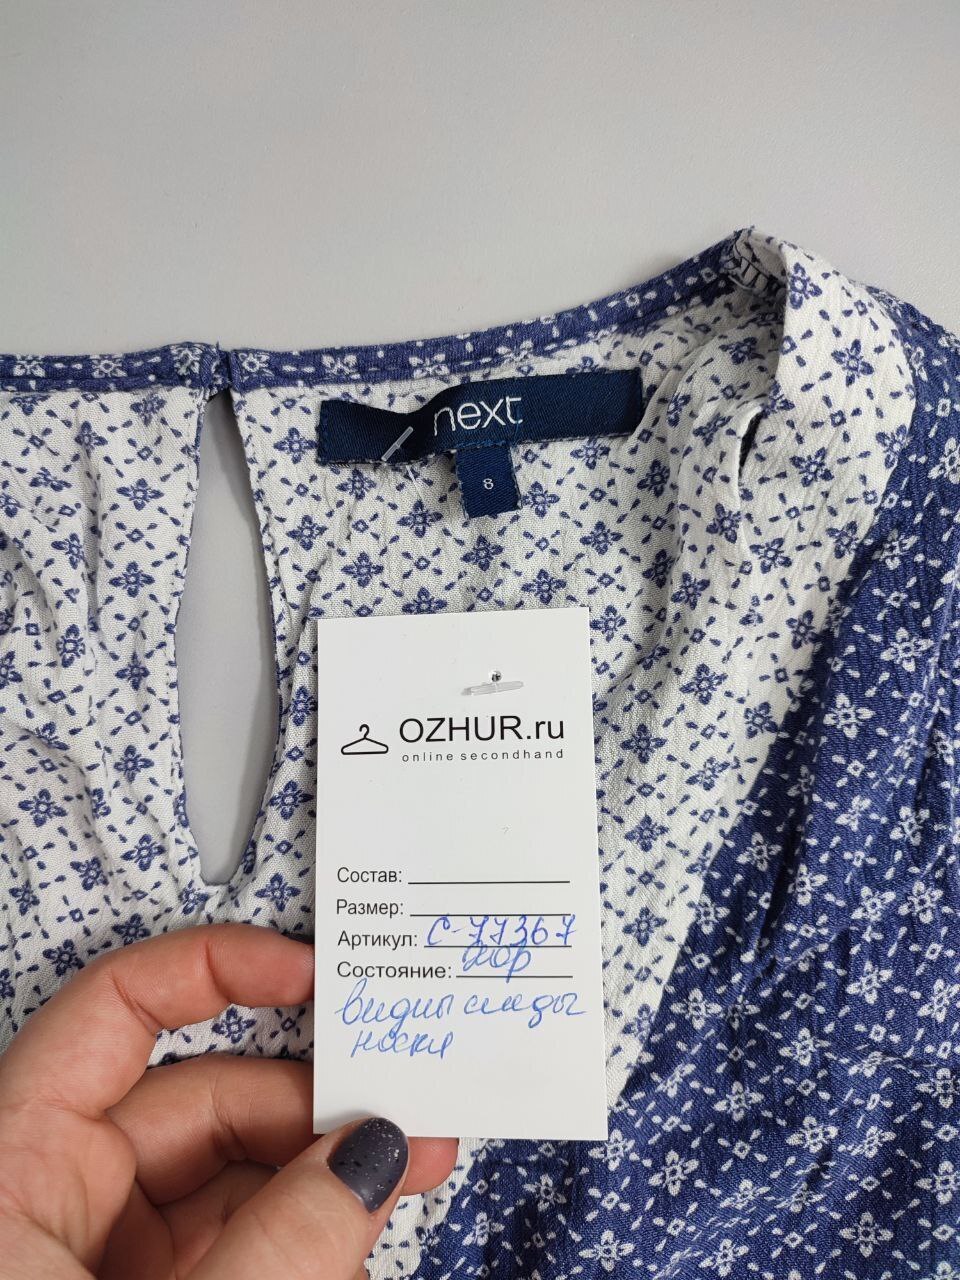 next
8
OZHUR.ru
online secondhand
Состав:
Размер:
Артикул: С-77367
Состояние: хор
видны следы
носки